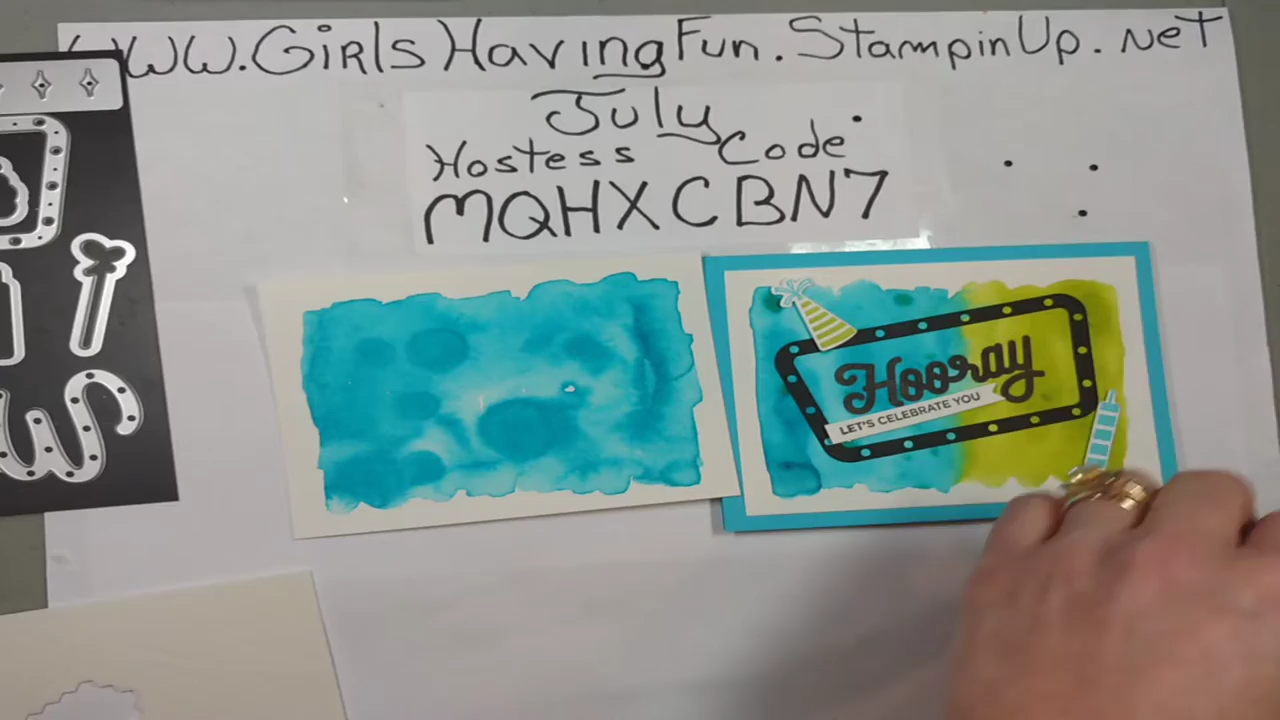 WWW.GirlsHavingFun.StampinUp.net
July
Hostess Code
MQHXCBN7
Hooray
LET'S CELEBRATE YOU